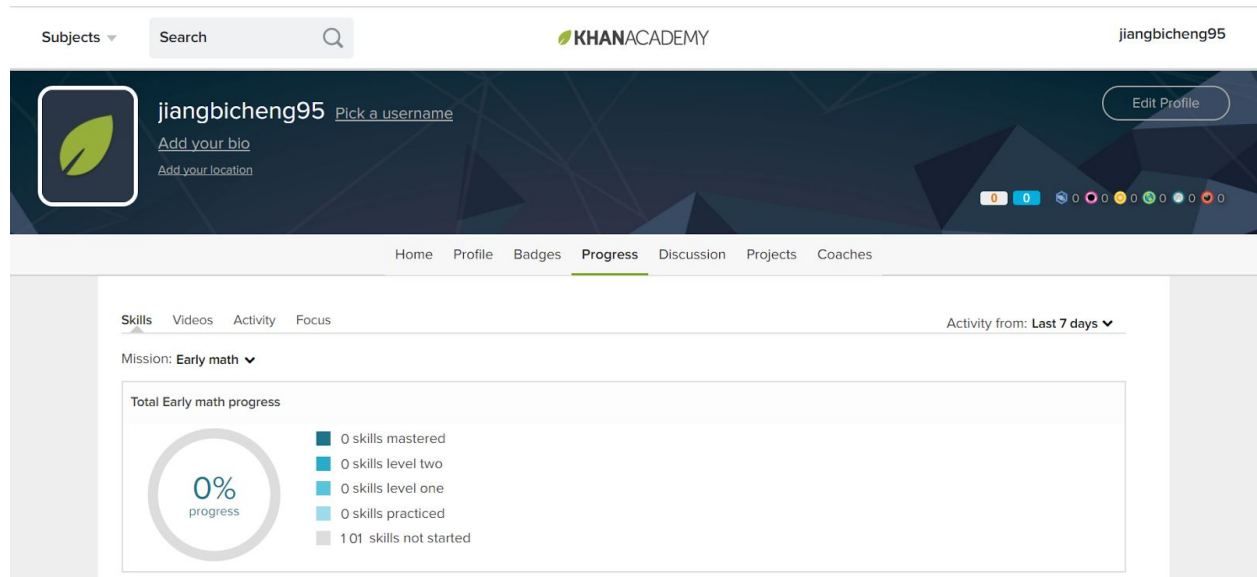 Subjects Search KHANACADEMY jiangbicheng95
jiangbicheng95 Pick a username Edit Profile
Add your bio
Add your location
0 0 0 0 0 0 0 0
Home Profile Badges Progress Discussion Projects Coaches
Skills Videos Activity Focus Activity from: Last 7 days
Mission: Early math
Total Early math progress
0 skills mastered
0 skills level two
0% 0 skills level one
progress 0 skills practiced
101 skills not started